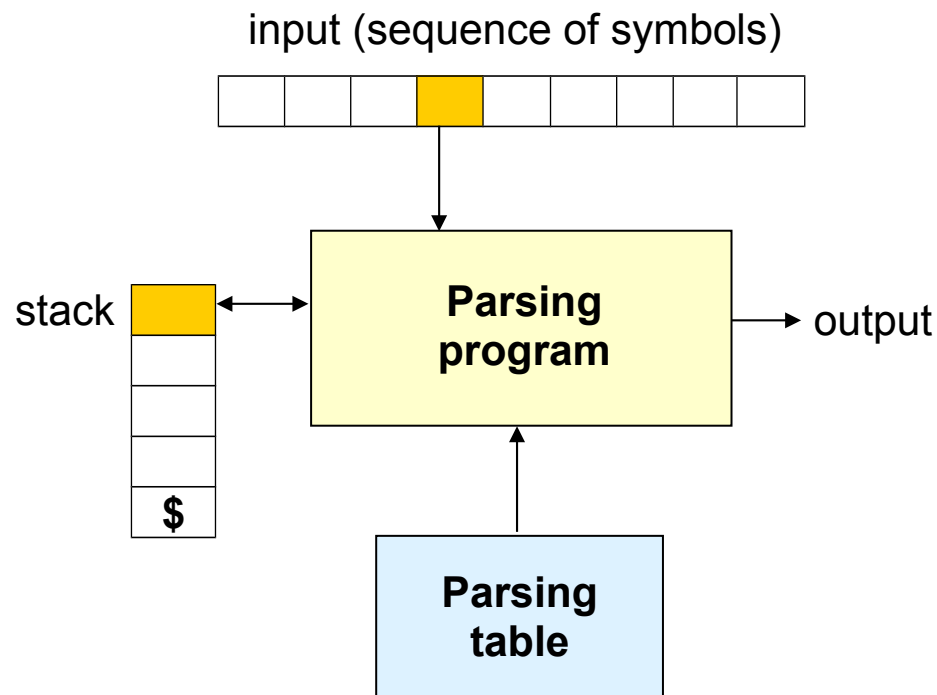 input (sequence of symbols)
stack
Parsing
program
output
$
Parsing
table